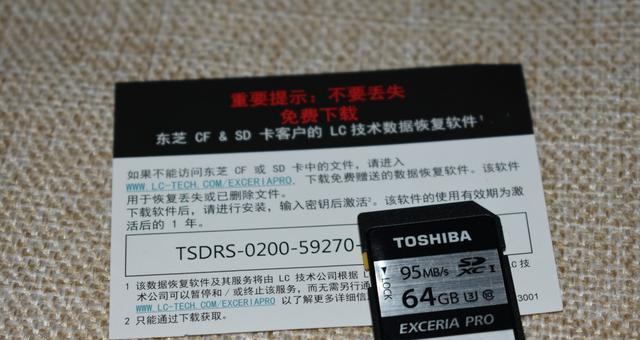 重要提示：不要丢失
免费下载
东芝 CF & SD 卡客户的 LC 技术数据恢复软件¹
如果不能访问东芝 CF 或 SD 卡中的文件，请进入
WWW.LC-TECH.COM/EXCERIAPRO，下载免费赠送的数据恢复软件。该软件
用于恢复丢失或已删除文件。
下载软件后，请进行安装，输入密钥后激活²。该软件的使用有效期为激
活后的 1 年。
TSDRS-0200-59270-
1 该数据恢复软件及其服务将由 LC 技术公司根据 L
技
术公司可以暂停和/或终止该服务，而无需另行通
WWW.LC-TECH.COM/EXCERIAPRO 以了解更多详细信
2 只能通过下载获取。
3001
TOSHIBA
95MB/s SD XC I
LOCK
64GB U3 ⑩
EXCERIA PRO